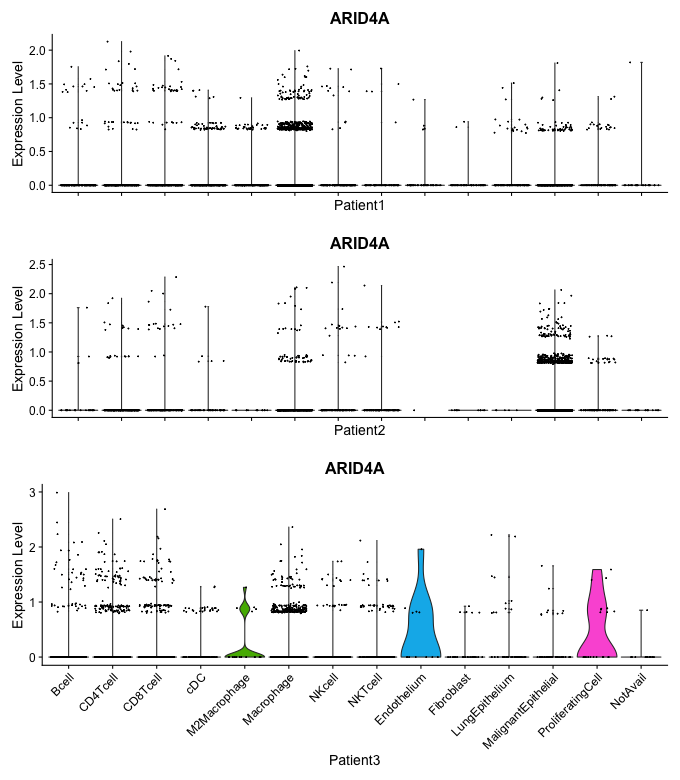 ARID4A
Expression Level
2.0
1.5
1.0
0.5
0.0
Patient1
ARID4A
Expression Level
2.5
2.0
1.5
1.0
0.5
0.0
Patient2
ARID4A
Expression Level
3
2
1
0
Bcell
CD4Tcell
CD8Tcell
cDC
M2Macrophage
Macrophage
NKcell
NKTcell
Endothelium
Fibroblast
LungEpithelium
MalignantEpithelial
ProliferatingCell
NotAvail
Patient3